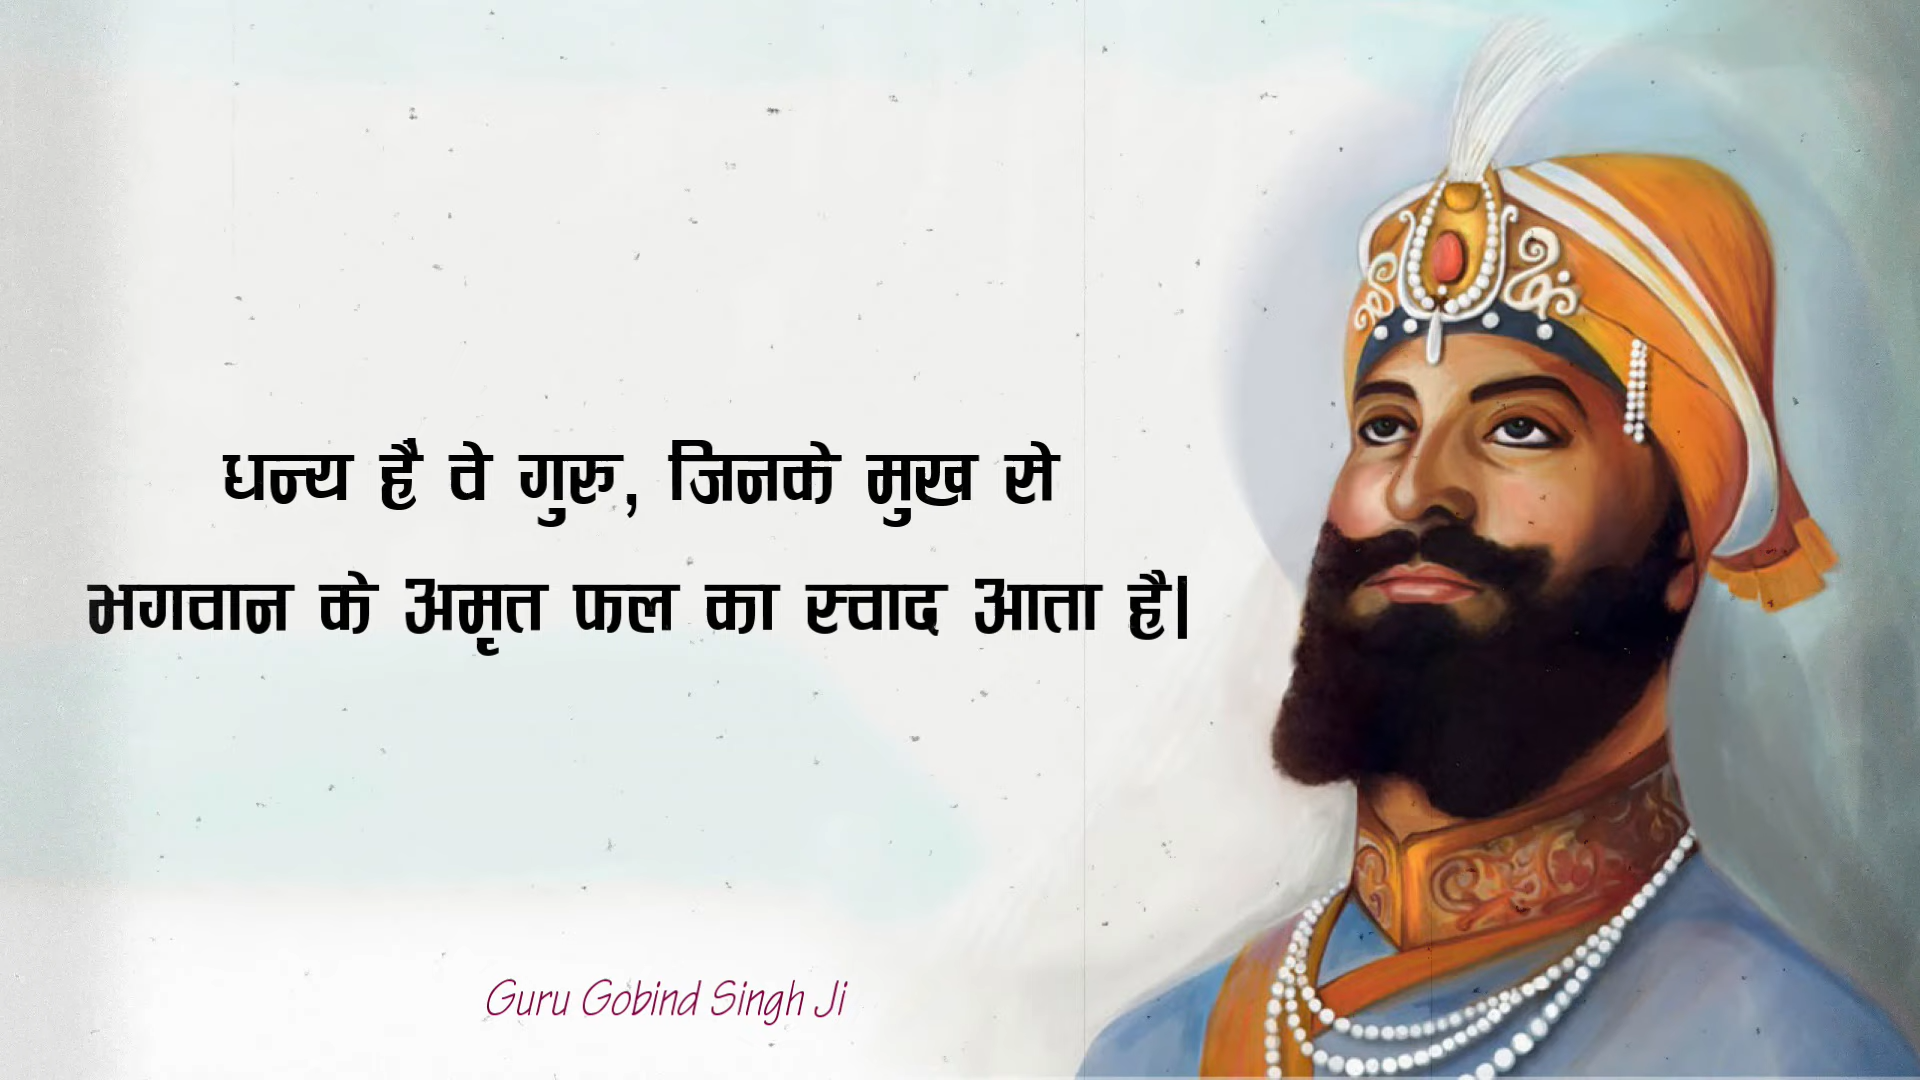 धन्य है वे गुरु, जिनके मुख से
भगवान के अमृत फल का स्वाद आता है।
Guru Gobind Singh Ji